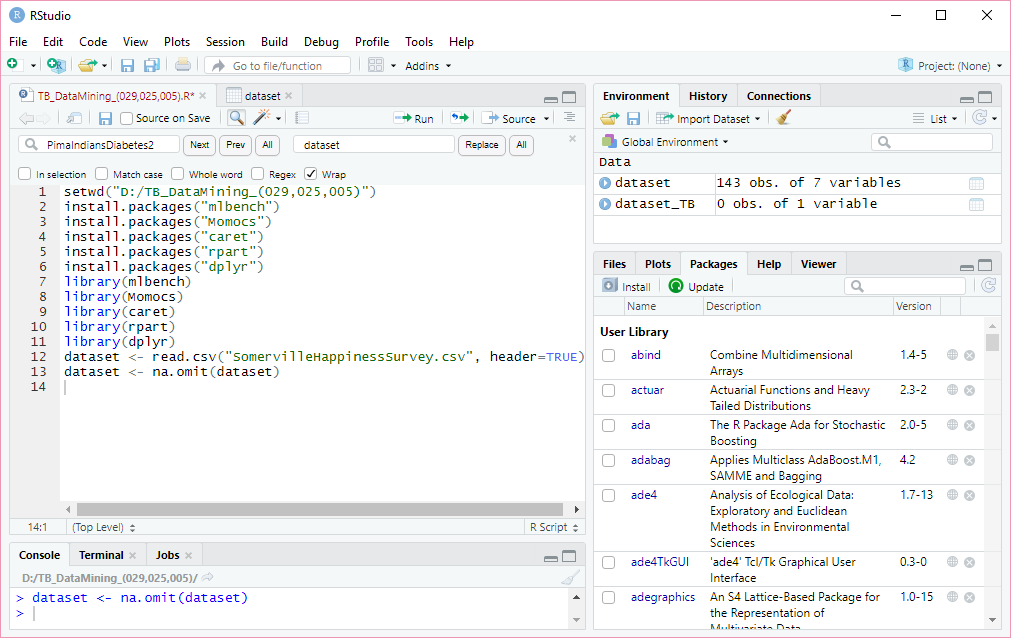 RStudio
File Edit Code View Plots Session Build Debug Profile Tools Help
Go to file/function Addins Project: (None)
TB_DataMining_(029,025,005).R* dataset
Source on Save Run Source
PimaIndiansDiabetes2 Next Prev All dataset Replace All
In selection Match case Whole word Regex Wrap
1 setwd("D:/TB_DataMining_(029,025,005)")
2 install.packages("mlbench")
3 install.packages("Momocs")
4 install.packages("caret")
5 install.packages("rpart")
6 install.packages("dplyr")
7 library(mlbench)
8 library(Momocs)
9 library(caret)
10 library(rpart)
11 library(dplyr)
12 dataset <- read.csv("SomervilleHappinessSurvey.csv", header=TRUE)
13 dataset <- na.omit(dataset)
14
14:1 (Top Level) R Script
Console Terminal Jobs
D:/TB_DataMining_(029,025,005)/
> dataset <- na.omit(dataset)
>
Environment History Connections
Import Dataset List
Global Environment
Data
dataset 143 obs. of 7 variables
dataset_TB 0 obs. of 1 variable
Files Plots Packages Help Viewer
Install Update
Name Description Version
User Library
abind Combine Multidimensional 1.4-5
Arrays
actuar Actuarial Functions and Heavy 2.3-2
Tailed Distributions
ada The R Package Ada for Stochastic 2.0-5
Boosting
adabag Applies Multiclass AdaBoost.M1, 4.2
SAMME and Bagging
ade4 Analysis of Ecological Data: 1.7-13
Exploratory and Euclidean
Methods in Environmental
Sciences
ade4TkGUI 'ade4' Tcl/Tk Graphical User 0.3-0
Interface
adegraphics An S4 Lattice-Based Package for 1.0-15
the Representation of
Multivariate Data